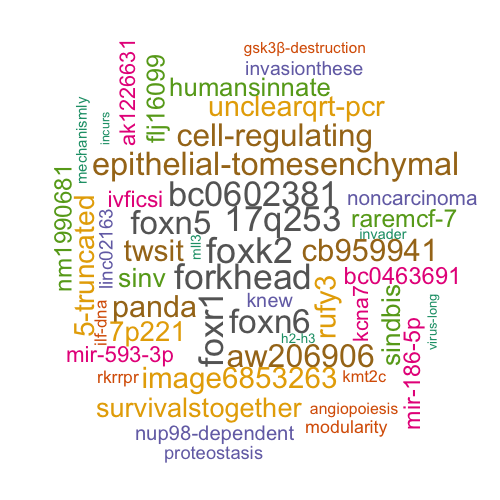 gsk3β-destruction
invasionthese
ak1226631
flj16099
humansinnate
unclearqrt-pcr
mechanismly
incurs
cell-regulating
epithelial-tomesenchymal
nm1990681
ivficsi
bc0602381
noncarcinoma
5-truncated
linc02163
foxn5
17q253
raremcf-7
invader
twsit
mll3
foxk2
cb959941
sinv
forkhead
bc0463691
ilf-dna
panda
foxr1
knew
rufy3
kcna7
sindbis
mir-186-5p
virus-long
7p221
foxn6
h2-h3
mir-593-3p
aw206906
rkrrpr
image6853263
kmt2c
survivalstogether
angiopoiesis
modularity
nup98-dependent
proteostasis